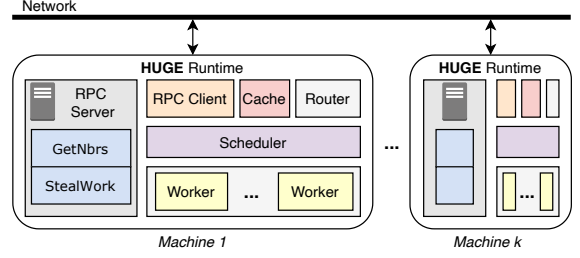 Network
HUGE Runtime
RPC
Server
GetNbrs
StealWork
RPC Client
Cache
Router
Scheduler
Worker
...
Worker
Machine 1
...
HUGE Runtime
...
Machine k